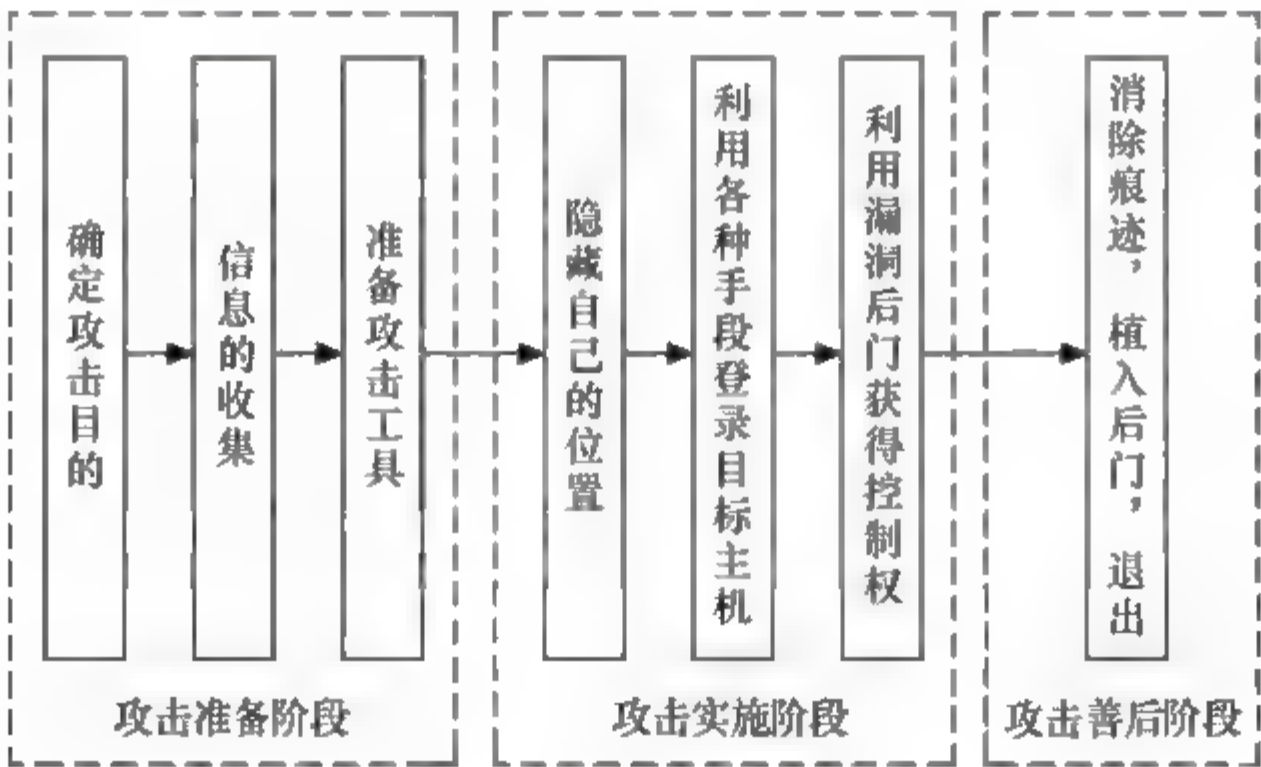 确定攻击目的
信息的收集
准备攻击工具
攻击准备阶段
隐藏自己的位置
利用各种手段登录目标主机
利用漏洞后门获得控制权
攻击实施阶段
消除痕迹，植入后门，退出
攻击善后阶段